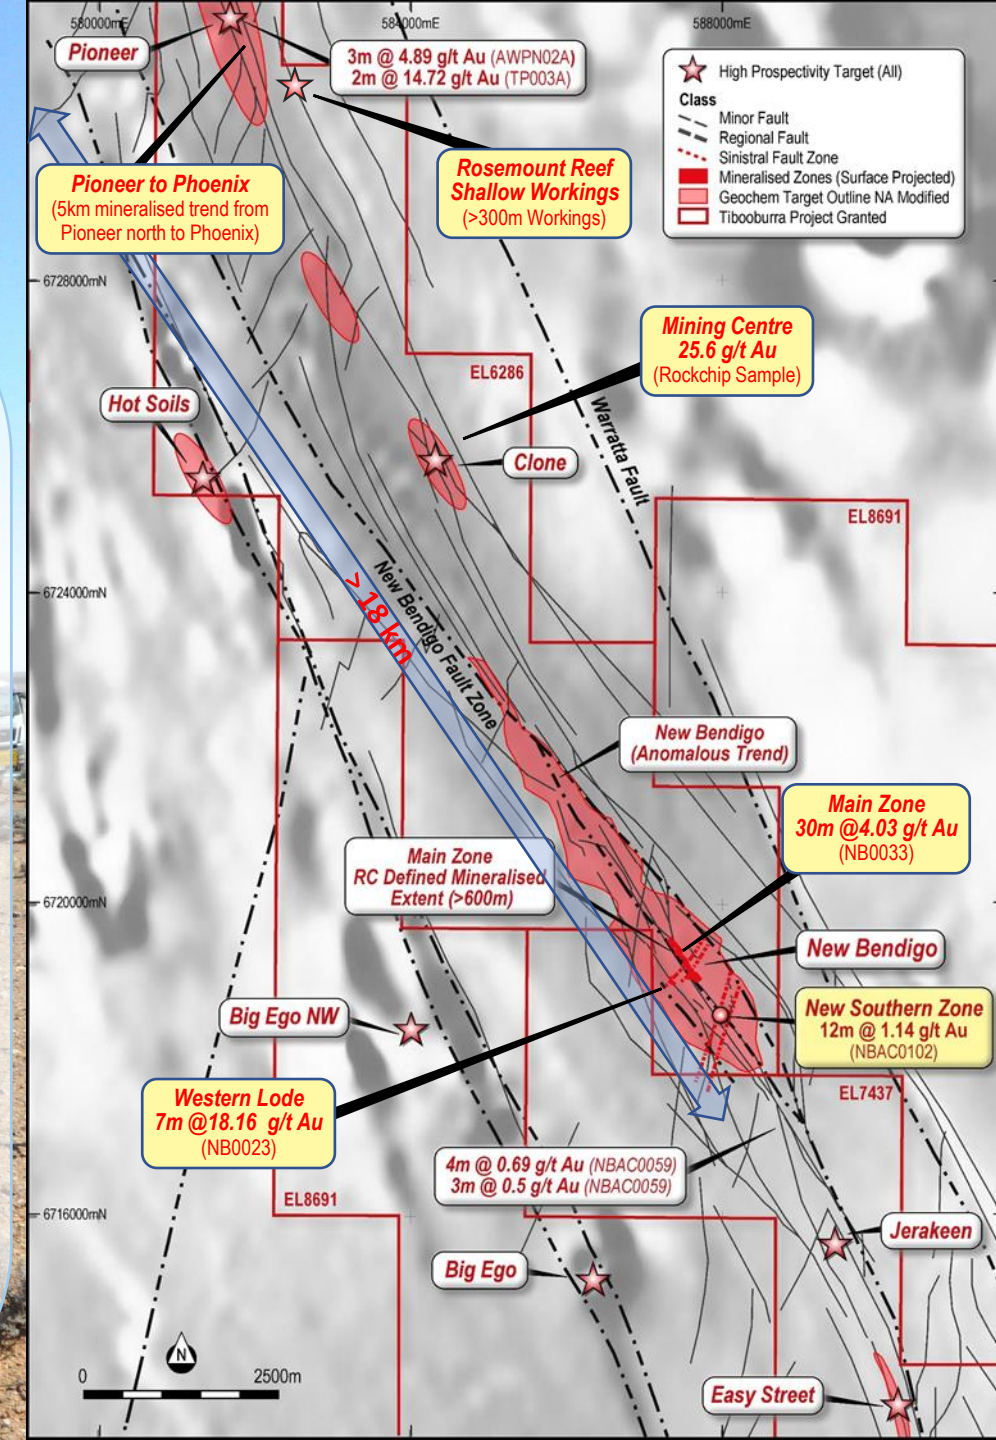 580000mE
584000mE
588000mE
Pioneer
3m @ 4.89 g/t Au (AWPN02A)
2m @ 14.72 g/t Au (TP003A)
High Prospectivity Target (All)
Class
Minor Fault
Regional Fault
Sinistral Fault Zone
Mineralised Zones (Surface Projected)
Geochem Target Outline NA Modified
Tibooburra Project Granted
Pioneer to Phoenix
(5km mineralised trend from
Pioneer north to Phoenix)
Rosemount Reef
Shallow Workings
(>300m Workings)
6728000mN
Mining Centre
25.6 g/t Au
(Rockchip Sample)
EL6286
Hot Soils
Warratta Fault
Clone
EL8691
6724000mN
New Bendigo Fault Zone
> 18 km
New Bendigo
(Anomalous Trend)
Main Zone
30m @4.03 g/t Au
(NB0033)
Main Zone
RC Defined Mineralised
Extent (>600m)
6720000mN
New Bendigo
Big Ego NW
New Southern Zone
12m @ 1.14 g/t Au
(NBAC0102)
Western Lode
7m @18.16 g/t Au
(NB0023)
EL7437
4m @ 0.69 g/t Au (NBAC0059)
3m @ 0.5 g/t Au (NBAC0059)
EL8691
6716000mN
Jerakeen
Big Ego
N
0
2500m
Easy Street